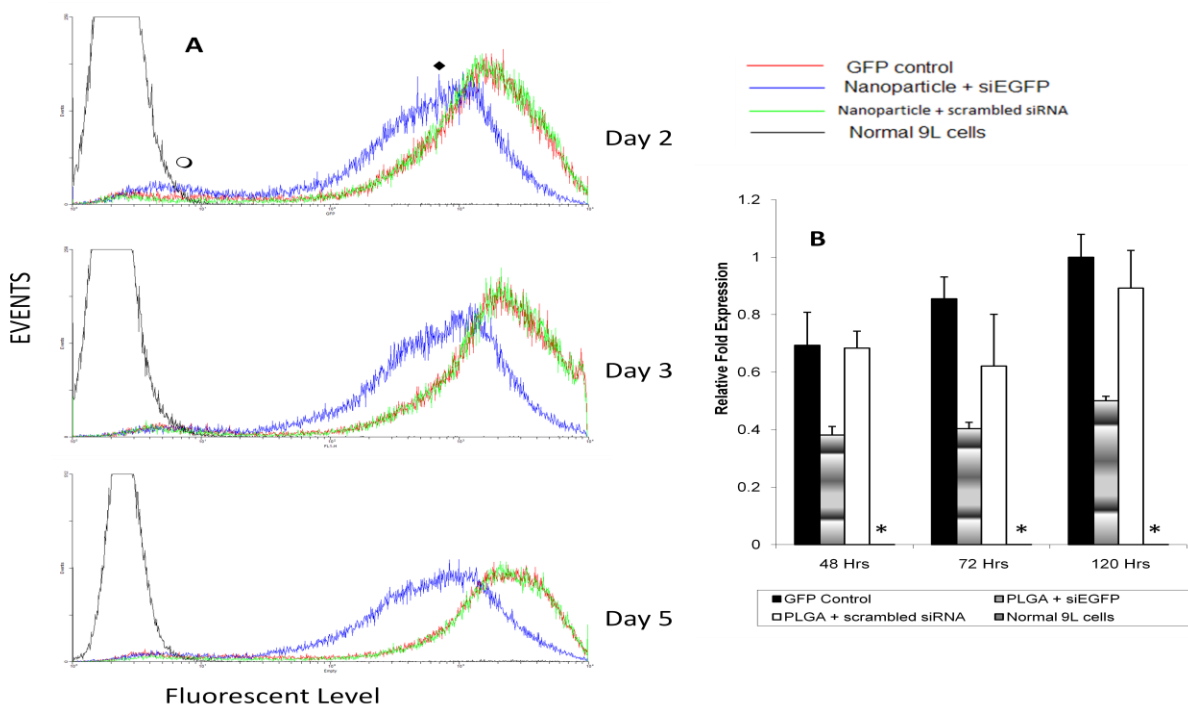 A
EVENTS
Day 2
GFP
Day 3
Day 5
Fluorescent Level
GFP control
Nanoparticle + siEGFP
Nanoparticle + scrambled siRNA
Normal 9L cells
B
Relative Fold Expression
1.2
1
0.8
0.6
0.4
0.2
0
*
*
*
48 Hrs
72 Hrs
120 Hrs
GFP Control
PLGA + siEGFP
PLGA + scrambled siRNA
Normal 9L cells